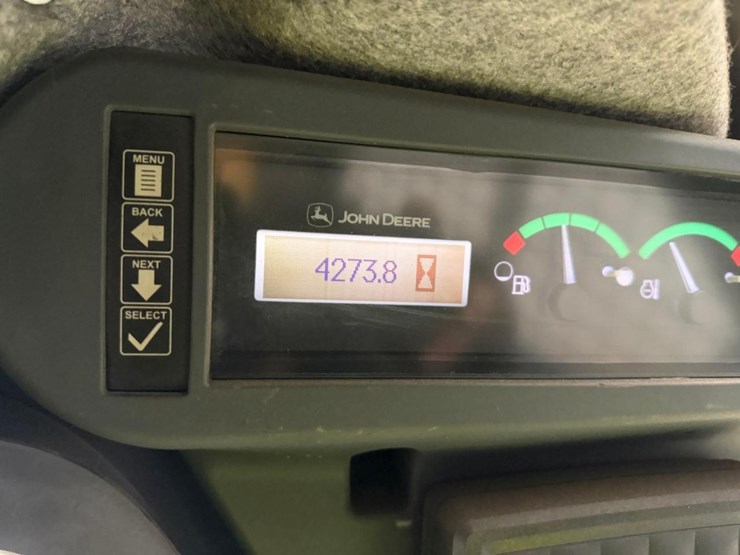 MENU
BACK
NEXT
SELECT
JOHN DEERE
4273.8